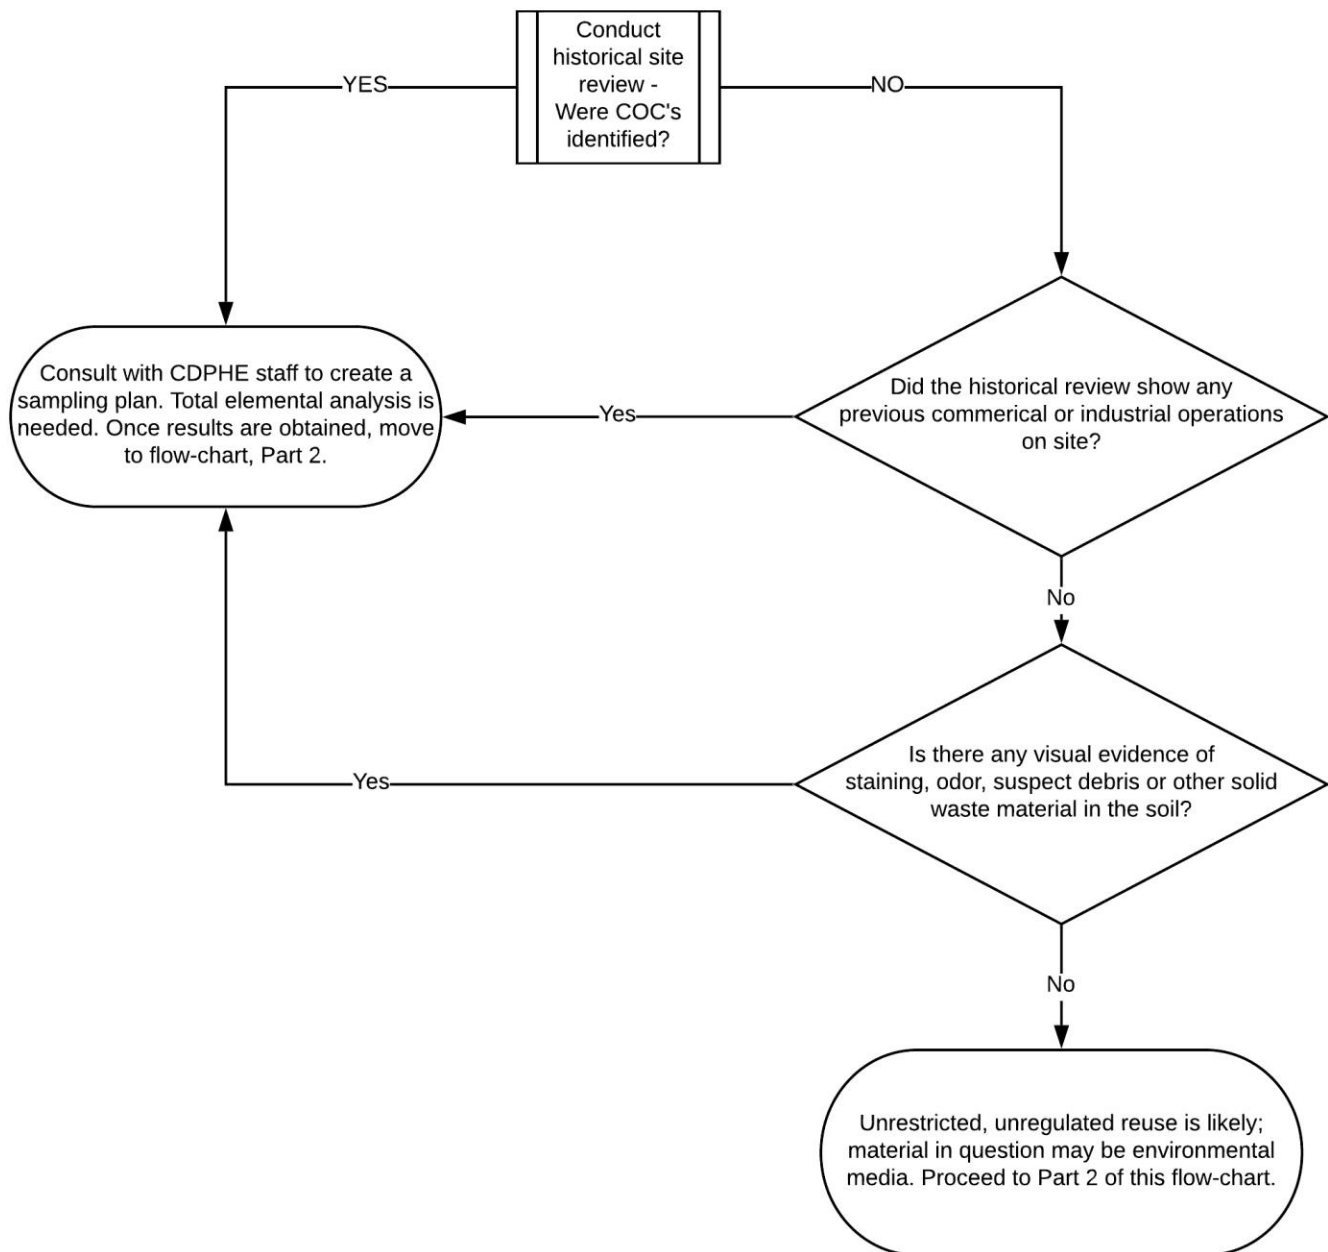 Conduct
historical site
review -
Were COC's
identified?
YES
NO
Consult with CDPHE staff to create a
sampling plan. Total elemental analysis is
needed. Once results are obtained, move
to flow-chart, Part 2.
Yes
Did the historical review show any
previous commerical or industrial operations
on site?
No
Yes
Is there any visual evidence of
staining, odor, suspect debris or other solid
waste material in the soil?
No
Unrestricted, unregulated reuse is likely;
material in question may be environmental
media. Proceed to Part 2 of this flow-chart.